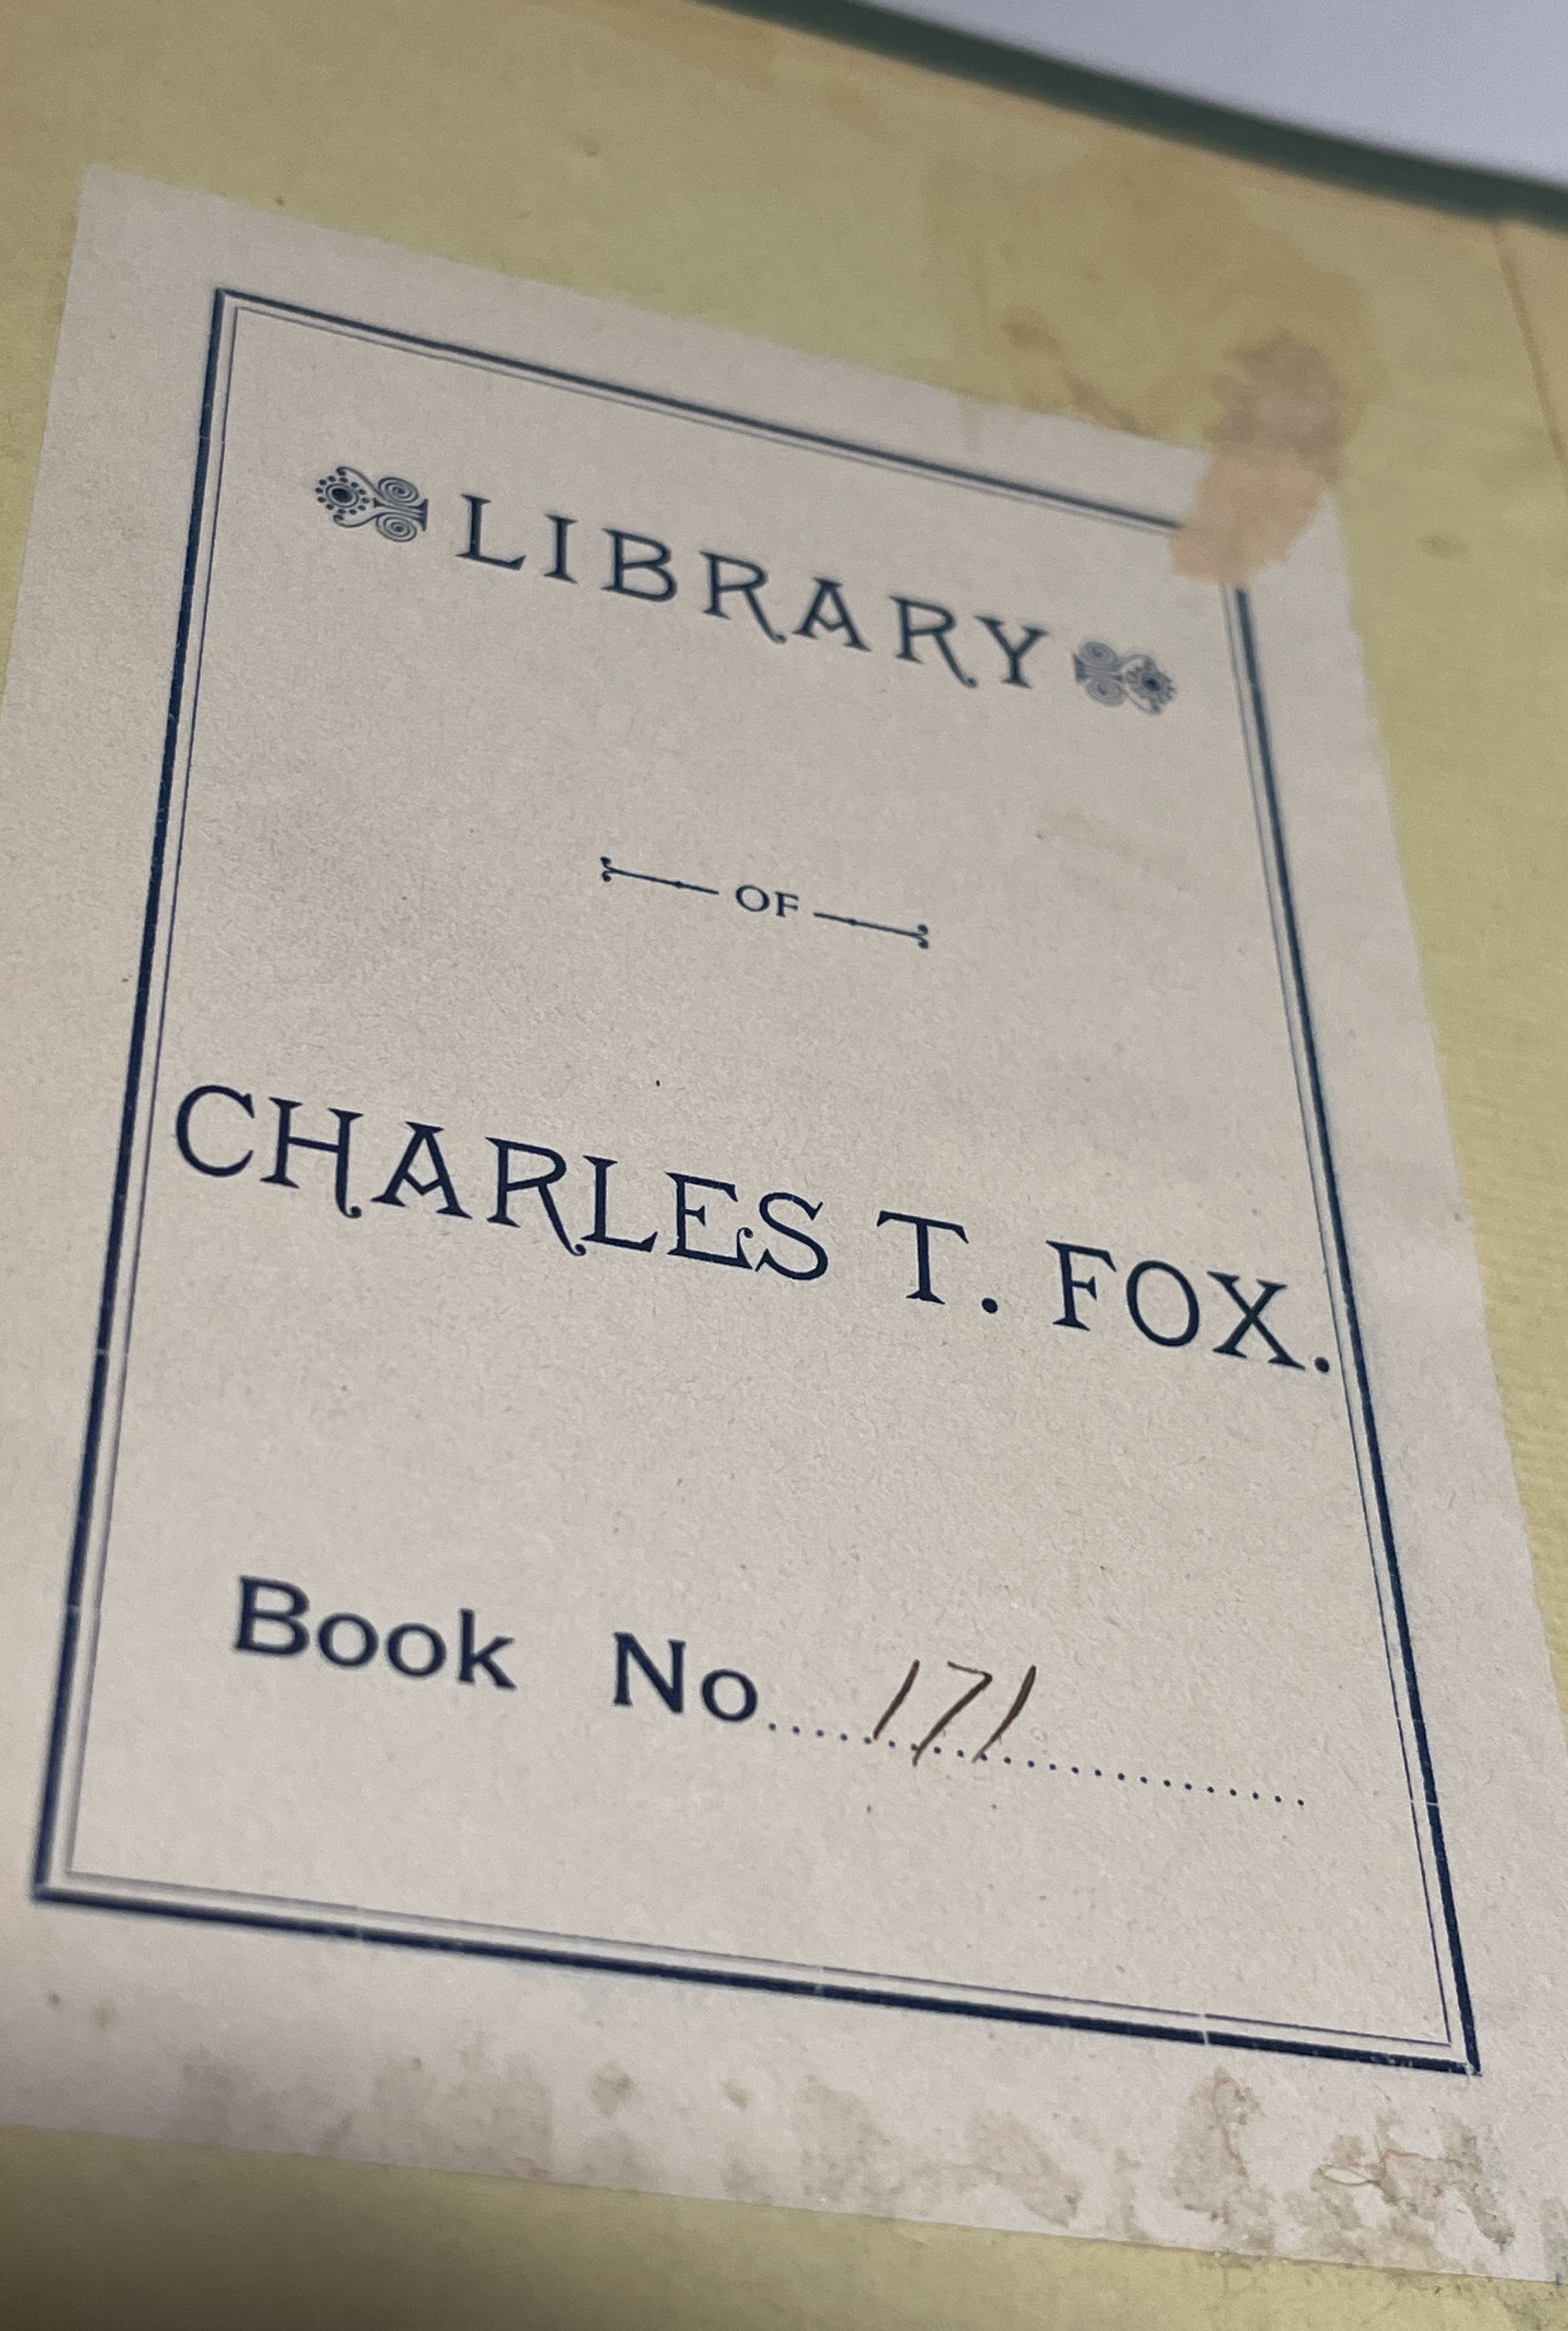 LIBRARY
OF
CHARLES T. FOX.
Book No....171....................